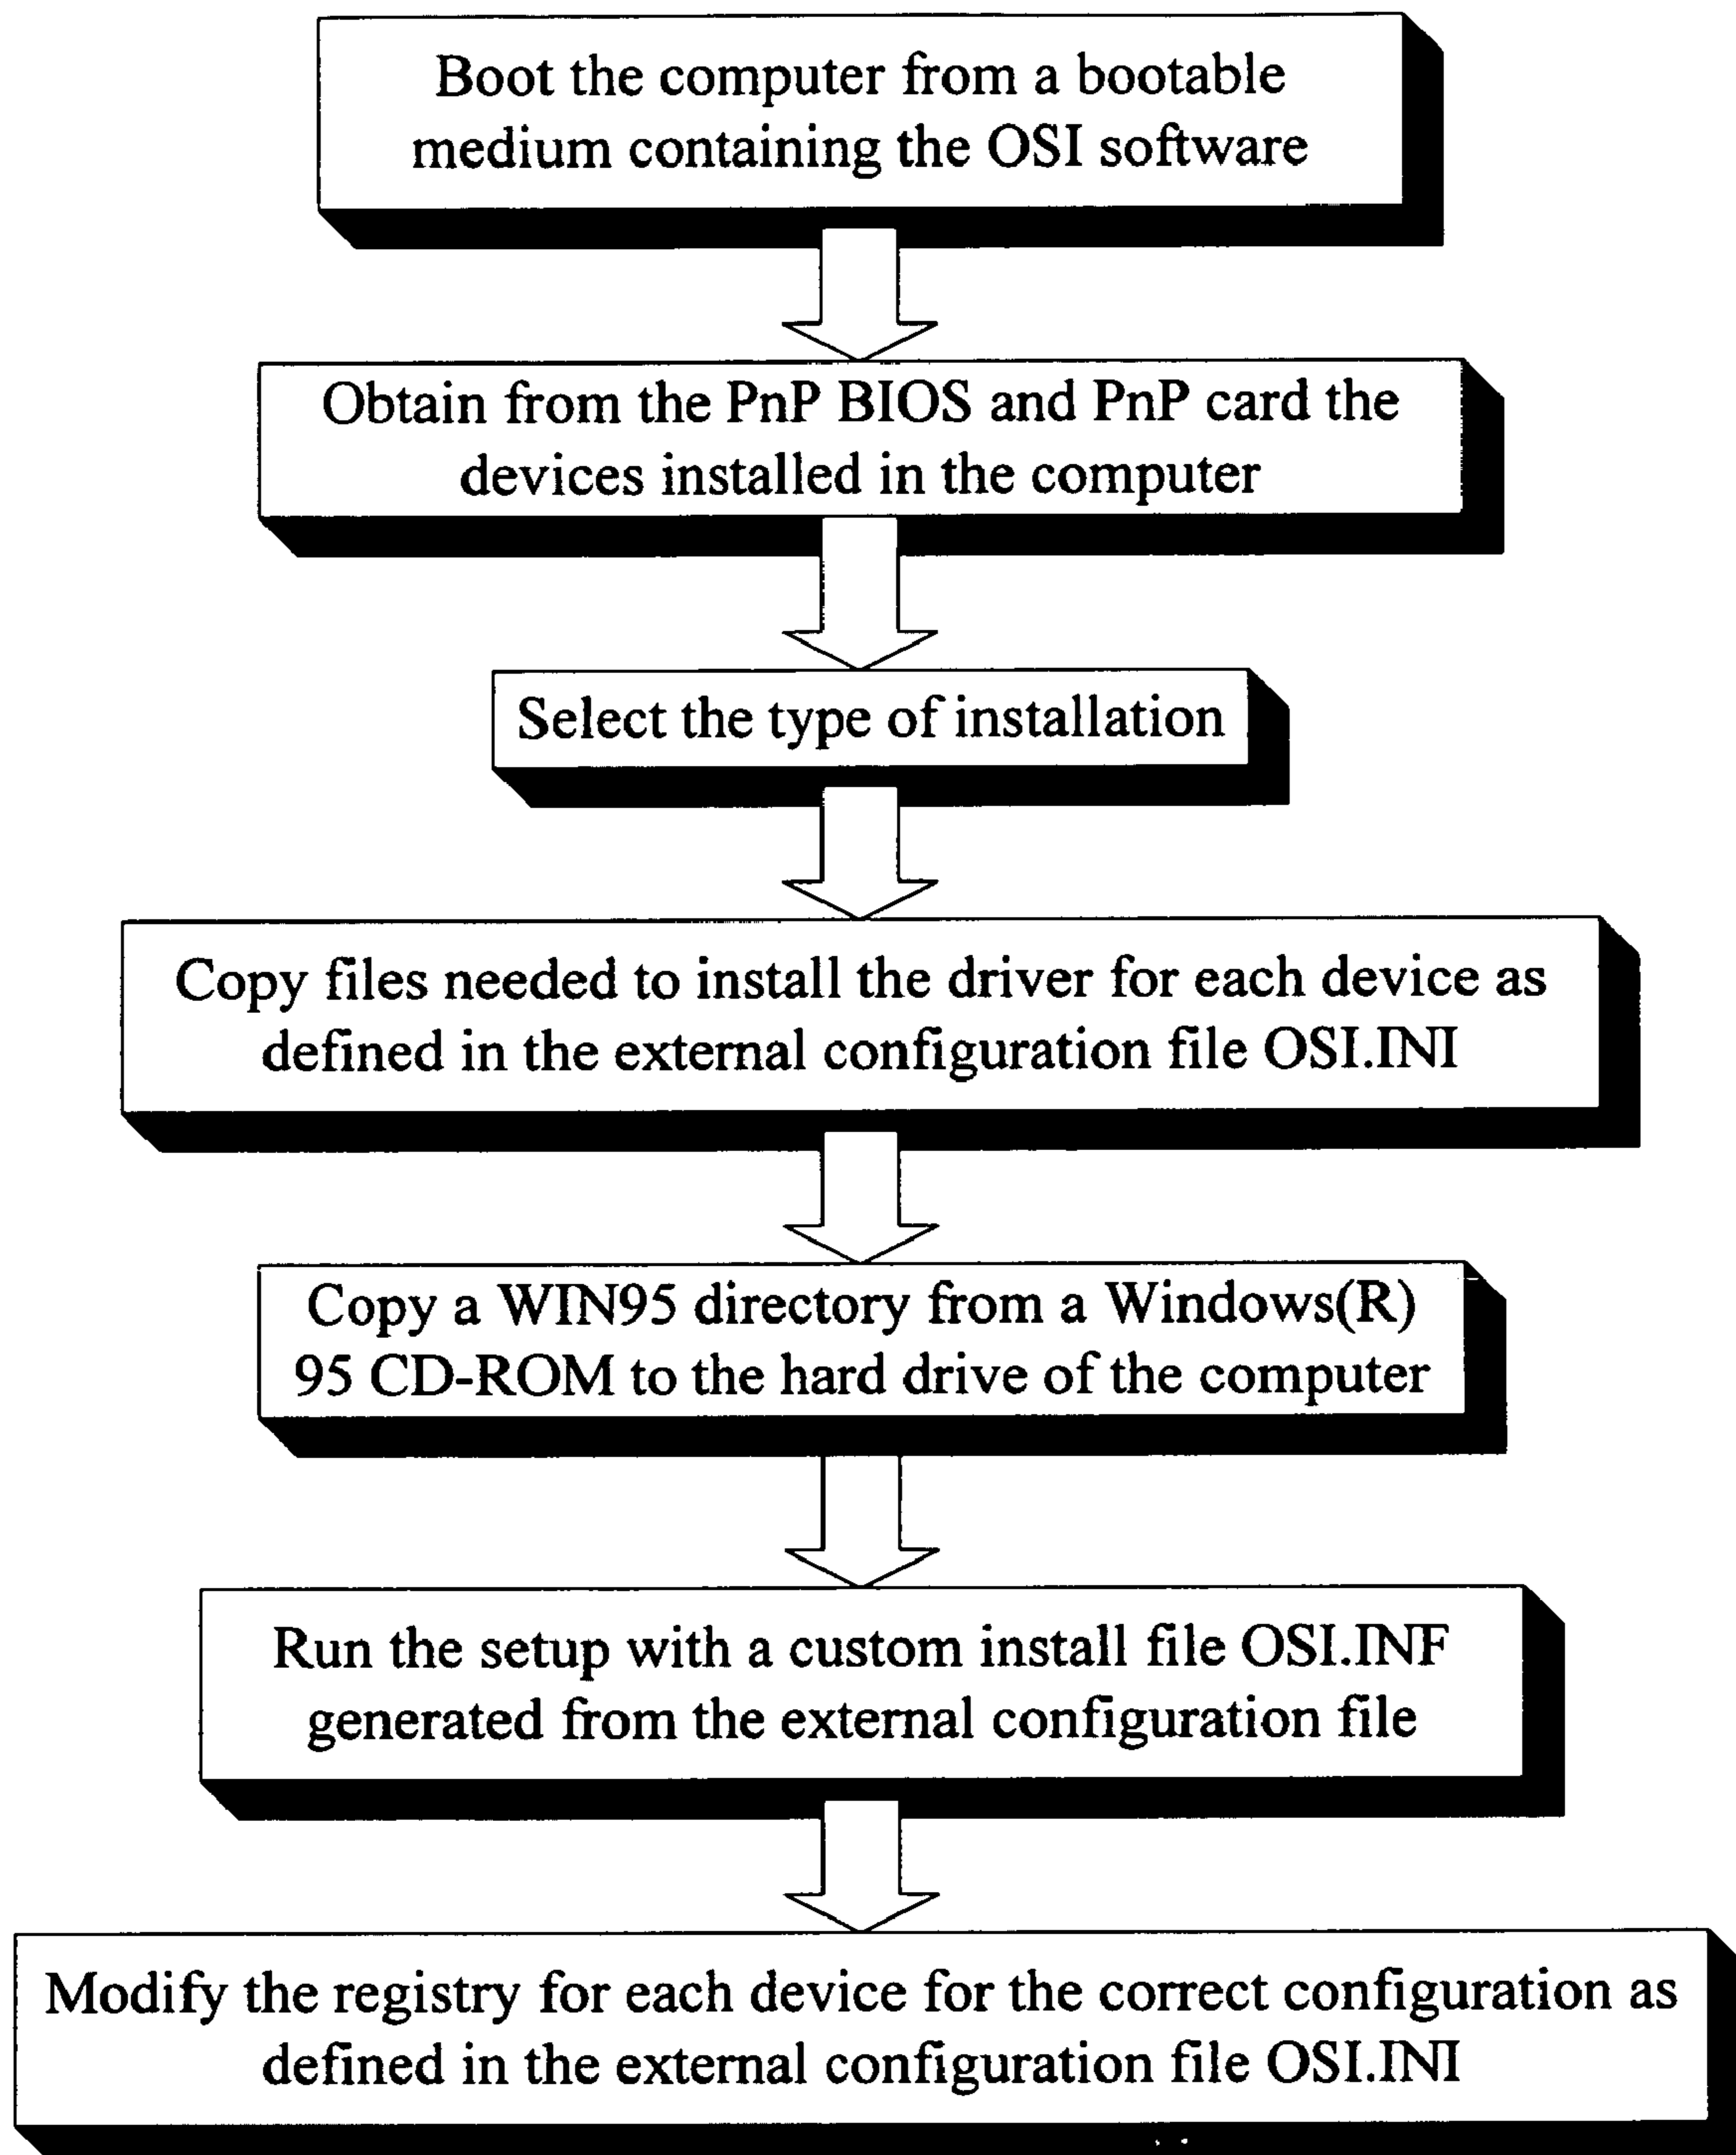 Boot the computer from a bootable
medium containing the OSI software
Obtain from the PnP BIOS and PnP card the
devices installed in the computer
Select the type of installation
Copy files needed to install the driver for each device as
defined in the external configuration file OSI.INI
Copy a WIN95 directory from a Windows(R)
95 CD-ROM to the hard drive of the computer
Run the setup with a custom install file OSI.INF
generated from the external configuration file
Modify the registry for each device for the correct configuration as
defined in the external configuration file OSI.INI